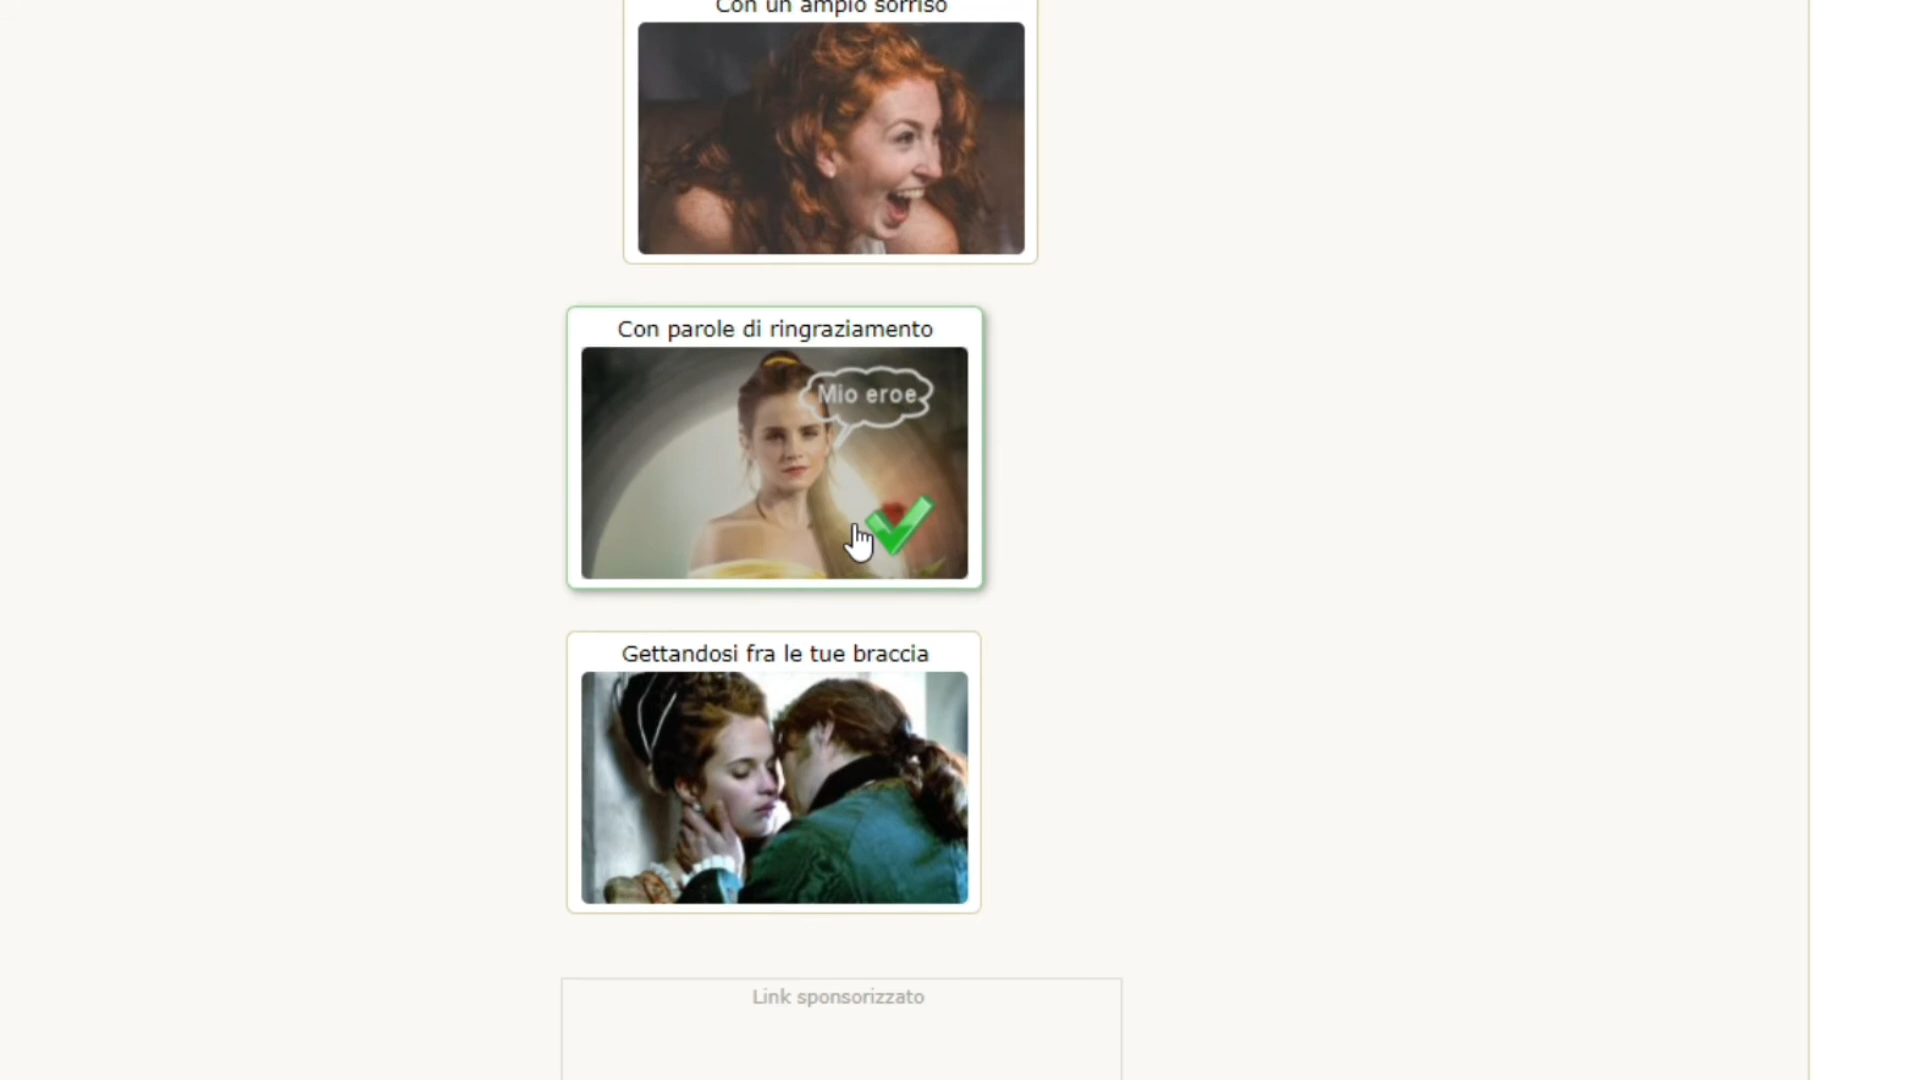 Con un ampio sorriso
Con parole di ringraziamento
Mio eroe
Gettandosi fra le tue braccia
Link sponsorizzato